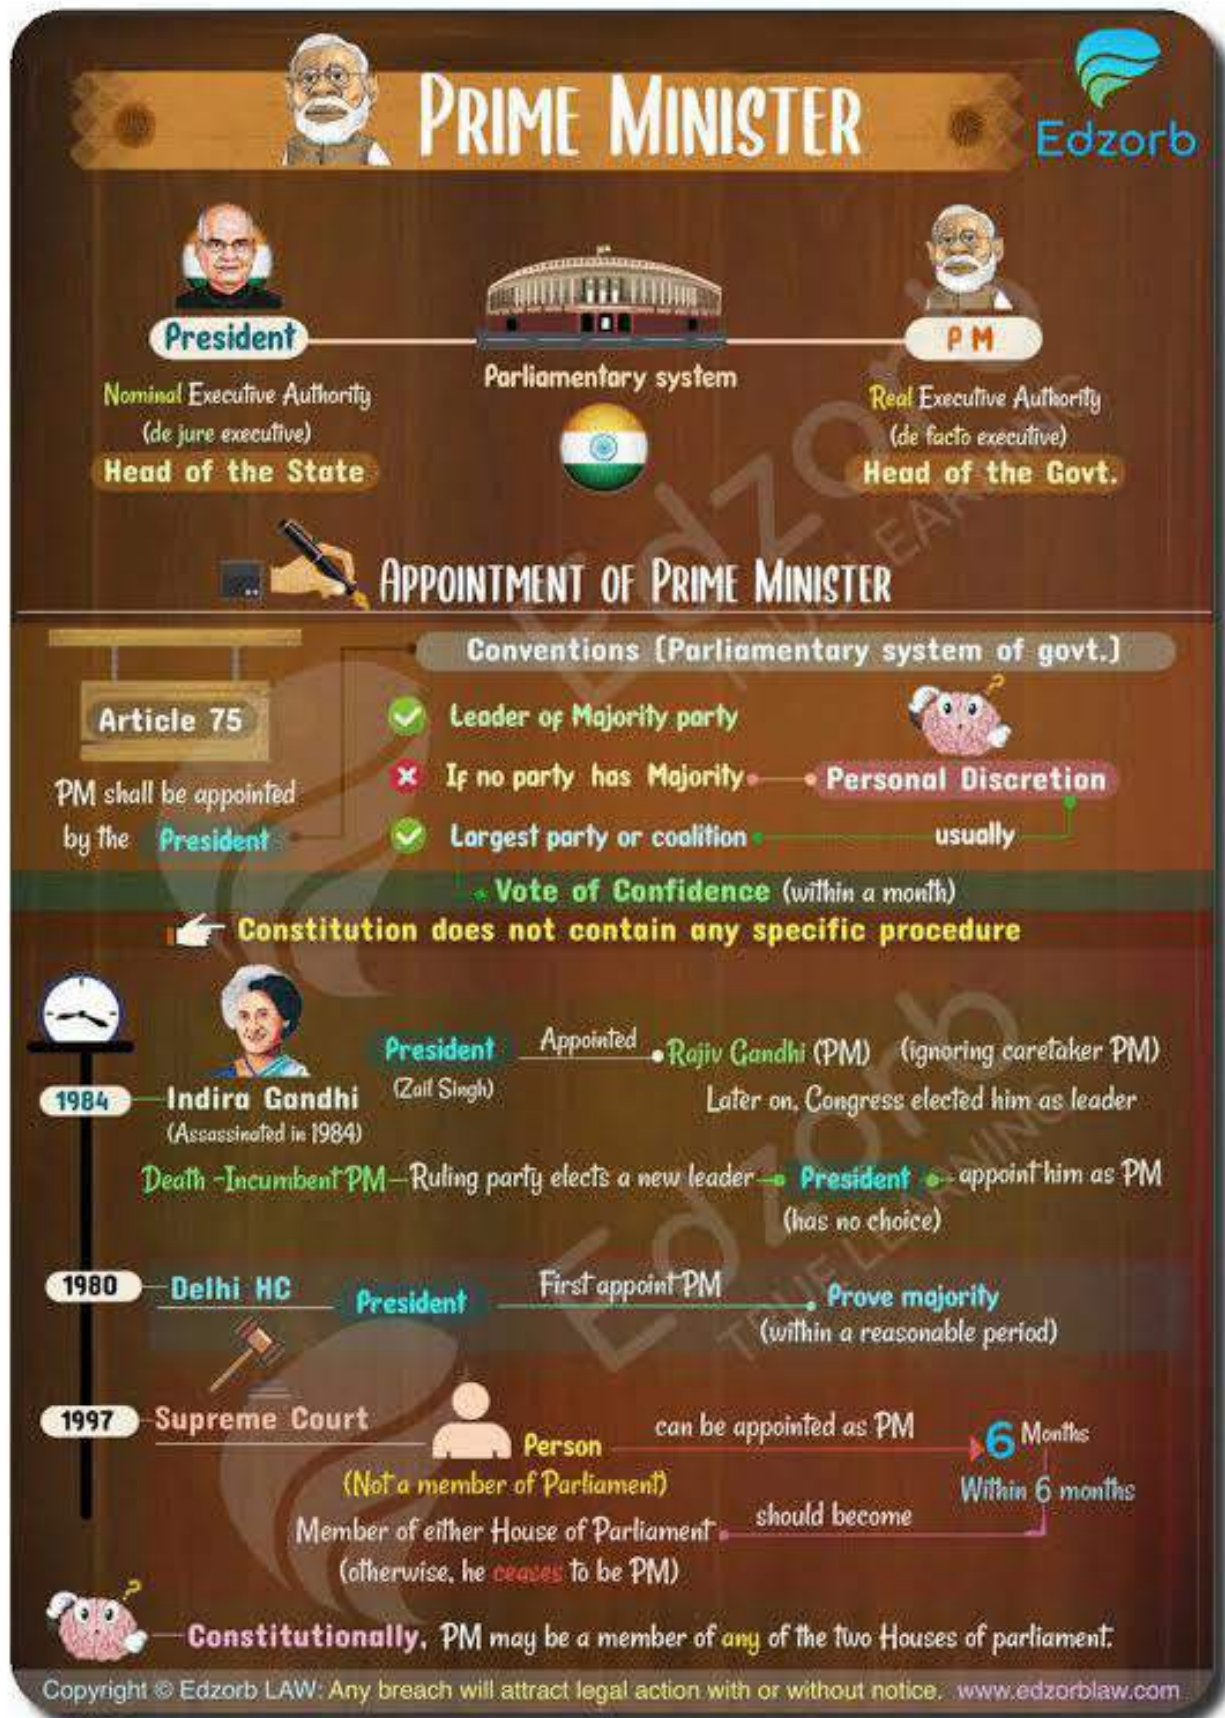 PRIME MINISTER
Edzorb
President
Parliamentary system
PM
Nominal Executive Authority
(de jure executive)
Head of the State
Real Executive Authority
(de facto executive)
Head of the Govt.
APPOINTMENT OF PRIME MINISTER
Conventions (Parliamentary system of govt.)
Article 75
PM shall be appointed
by the President
Leader of Majority party
If no party has Majority
Personal Discretion
Largest party or coalition
usually
Vote of Confidence (within a month)
Constitution does not contain any specific procedure
1984
Indira Gandhi
(Assassinated in 1984)
President
(Zail Singh)
Appointed
Rajiv Gandhi (PM) (ignoring caretaker PM)
Later on, Congress elected him as leader
Death - Incumbent PM - Ruling party elects a new leader President appoint him as PM
(has no choice)
1980
Delhi HC
President
First appoint PM
Prove majority
(within a reasonable period)
1997
Supreme Court
Person
(Not a member of Parliament)
can be appointed as PM
6 Months
Within 6 months
should become
Member of either House of Parliament
(otherwise, he ceases to be PM)
Constitutionally, PM may be a member of any of the two Houses of parliament.
Copyright © Edzorb LAW: Any breach will attract legal action with or without notice. www.edzorblaw.com
Edzorb
TRUE LEARNING
Edzorb
TRUE LEARNING